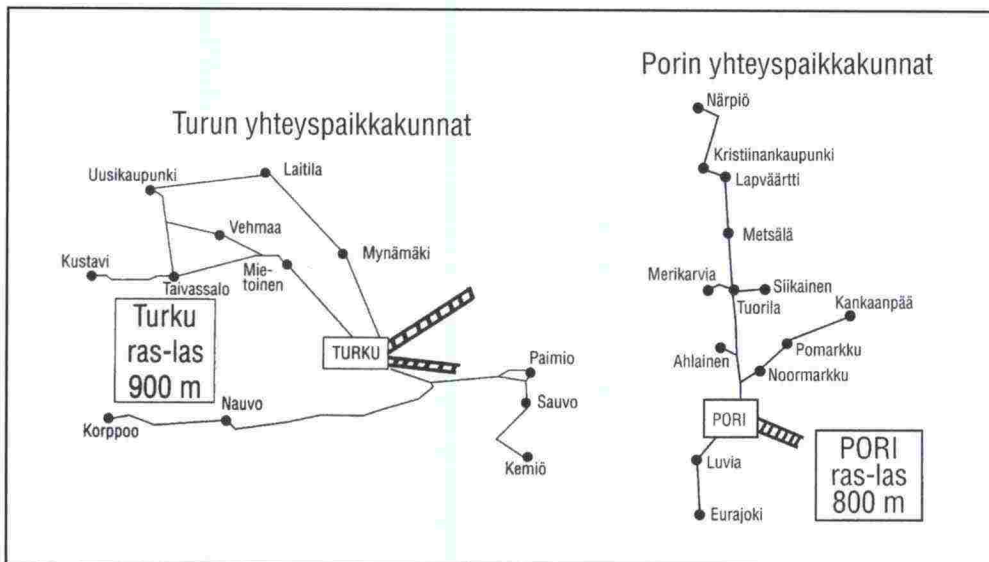 Turun yhteyspaikkakunnat
Uusikaupunki
Laitila
Vehmaa
Mynämäki
Kustavi
Taivassalo
Mie-
toinen
Turku
ras-las
900 m
TURKU
Paimio
Sauvo
Kemiö
Nauvo
Korppoo
Porin yhteyspaikkakunnat
Närpiö
Kristiinankaupunki
Lapväärtti
Metsälä
Merikarvia
Siikainen
Tuorila
Kankaanpää
Ahlainen
Pomarkku
Noormarkku
PORI
Luvia
Eurajoki
PORI
ras-las
800 m